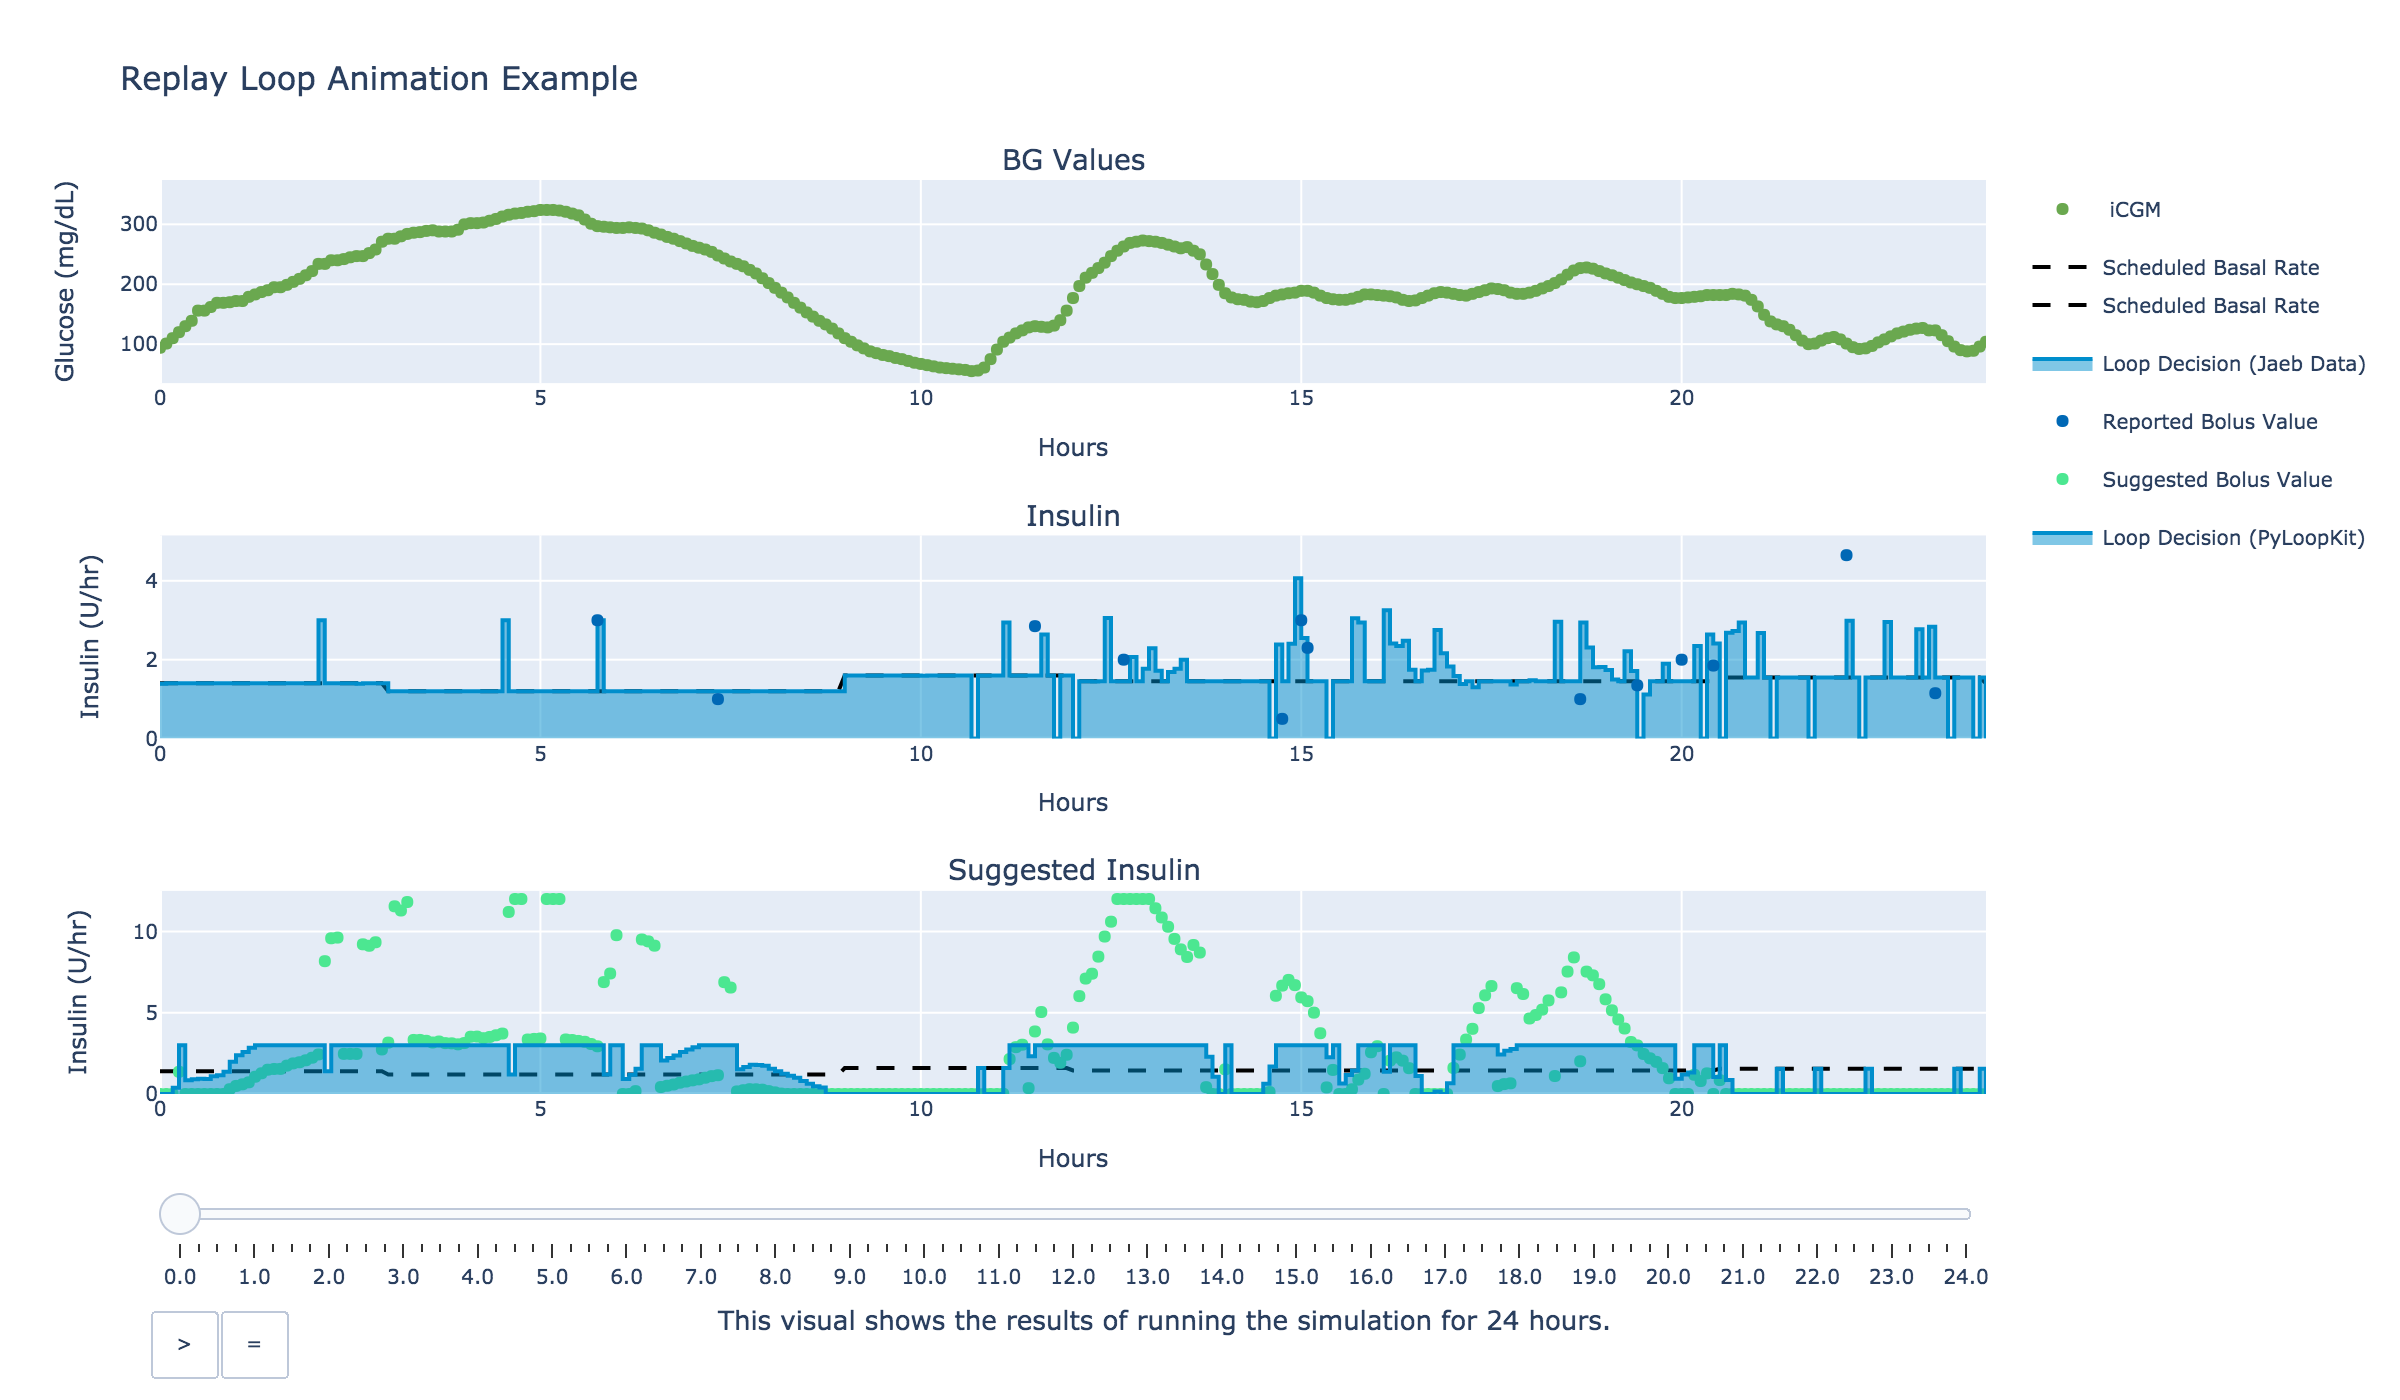 Replay Loop Animation Example
BG Values
Glucose (mg/dL)
300
200
100
0 5 10 15 20
Hours
iCGM
Scheduled Basal Rate
Scheduled Basal Rate
Loop Decision (Jaeb Data)
Reported Bolus Value
Suggested Bolus Value
Loop Decision (PyLoopKit)
Insulin
Insulin (U/hr)
4
2
0
0 5 10 15 20
Hours
Suggested Insulin
Insulin (U/hr)
10
5
0
0 5 10 15 20
Hours
0.0 1.0 2.0 3.0 4.0 5.0 6.0 7.0 8.0 9.0 10.0 11.0 12.0 13.0 14.0 15.0 16.0 17.0 18.0 19.0 20.0 21.0 22.0 23.0 24.0
This visual shows the results of running the simulation for 24 hours.
> =